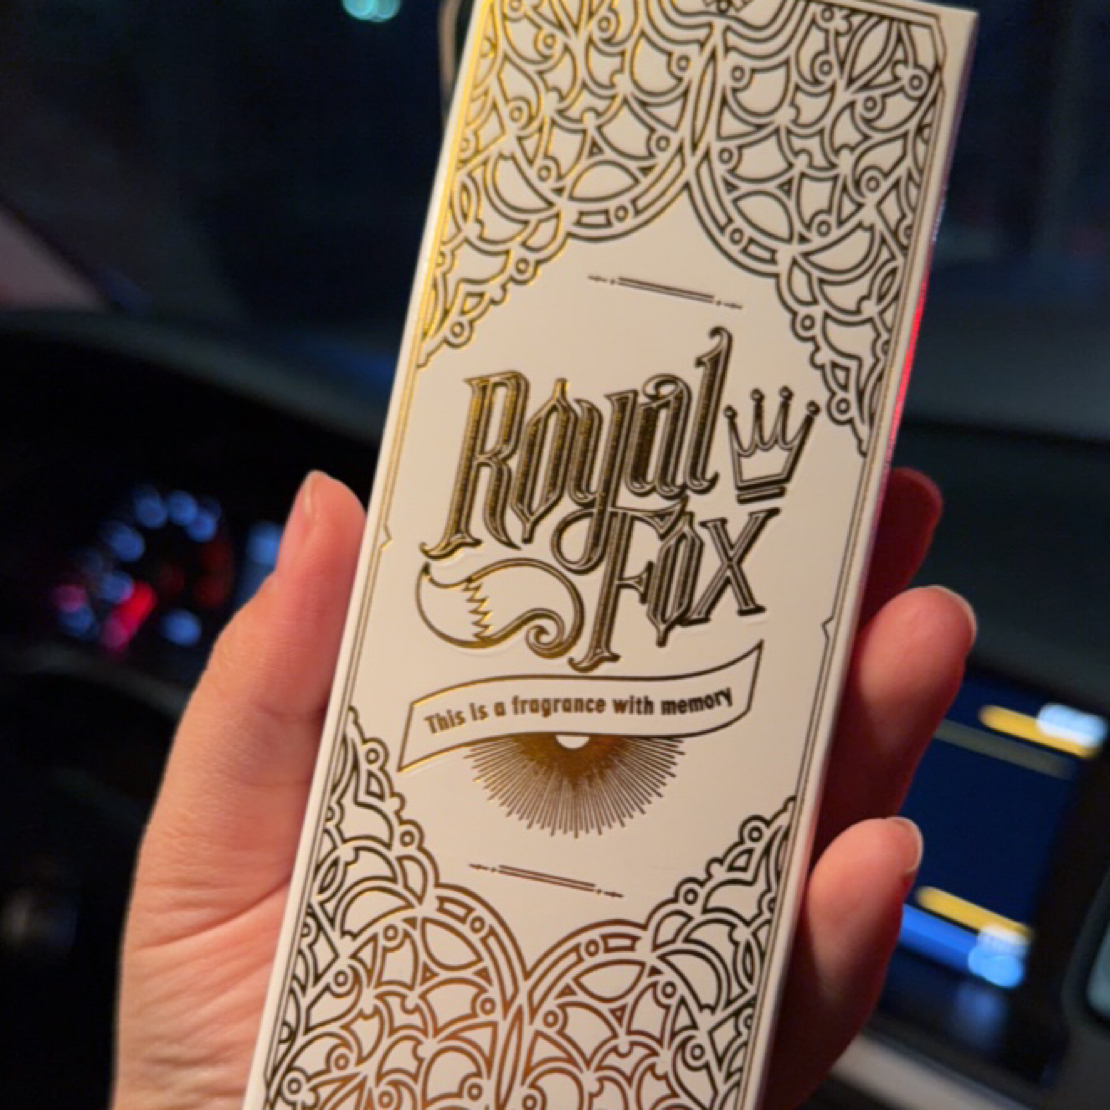 Royal
Fox
This is a fragrance with memory